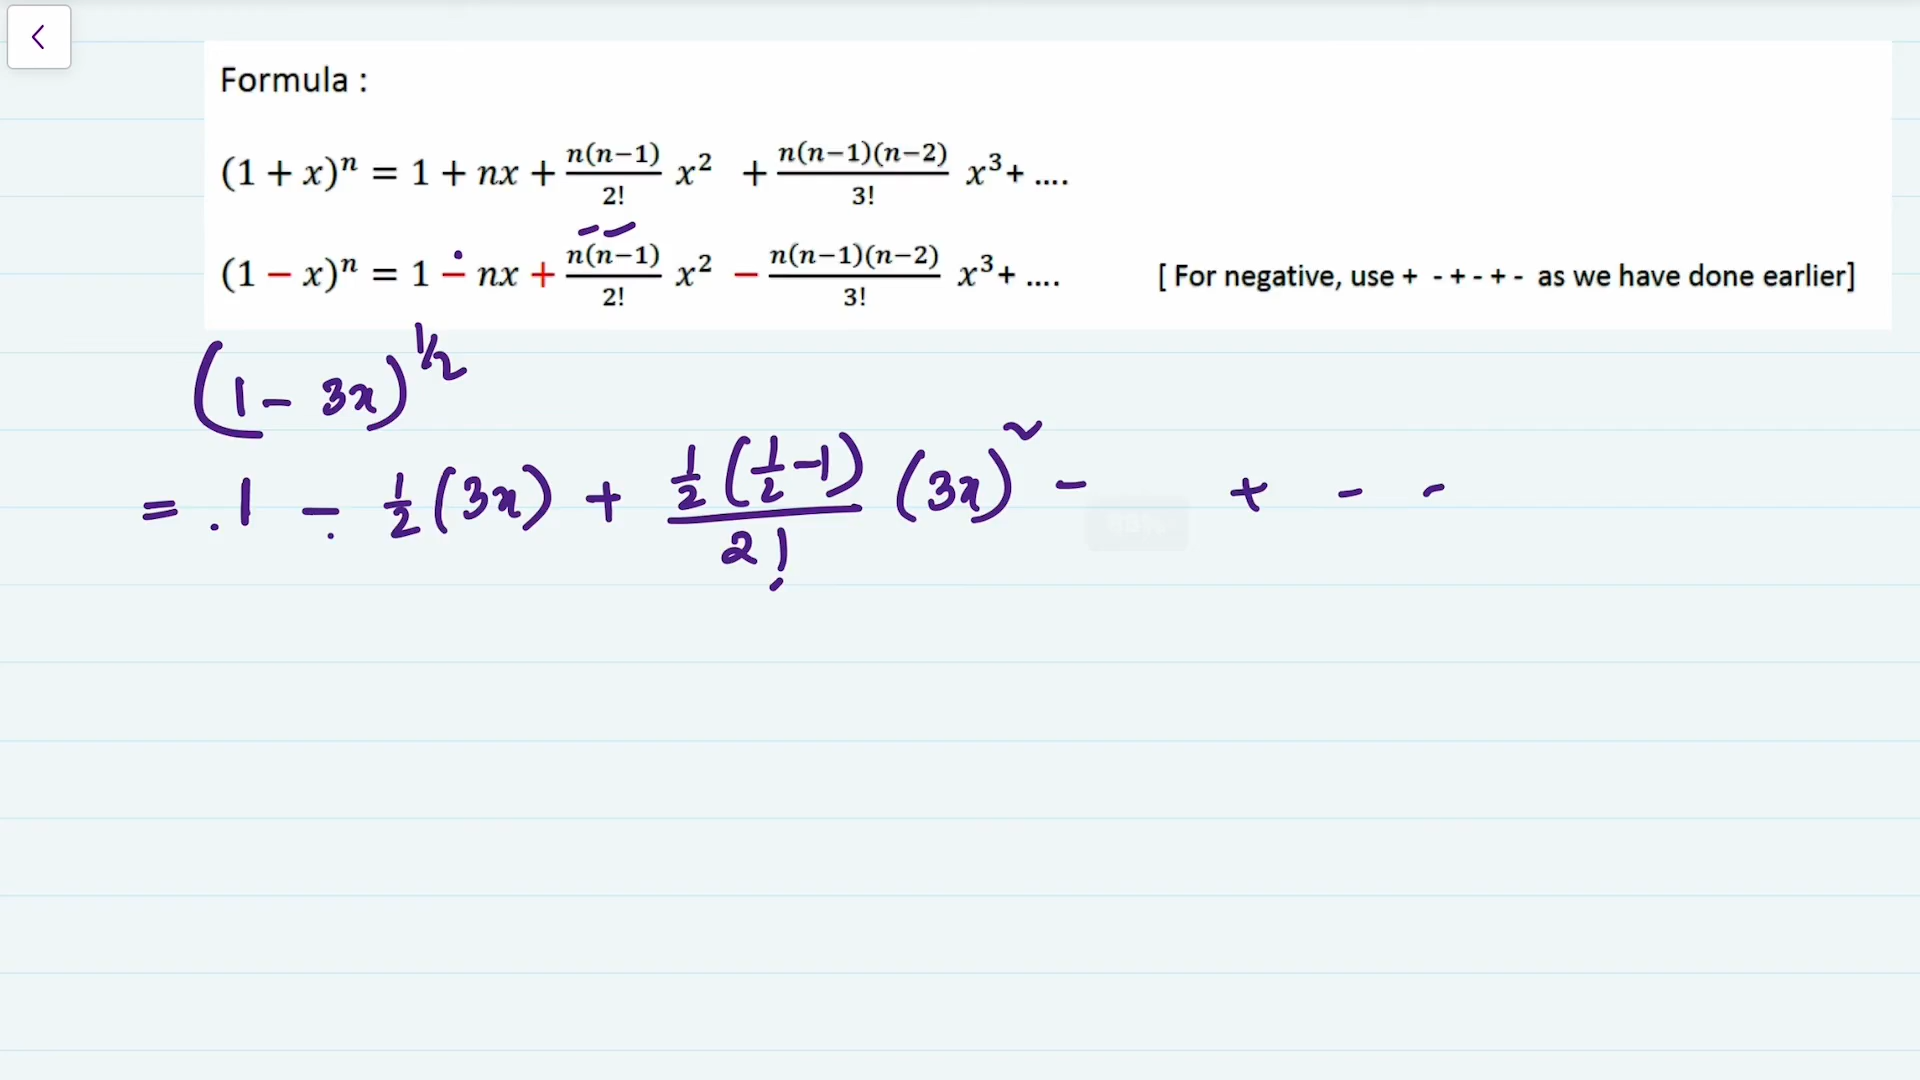 Formula :
(1 + x)ⁿ = 1 + nx + n(n−1)/2! x² + n(n−1)(n−2)/3! x³+ ....
(1 − x)ⁿ = 1 − nx + n(n−1)/2! x² − n(n−1)(n−2)/3! x³+ .... [ For negative, use + - + - + - as we have done earlier]
(1 - 3x)^1/2
= 1 - 1/2 (3x) + 1/2 (1/2 - 1)/2! (3x)² - + - -